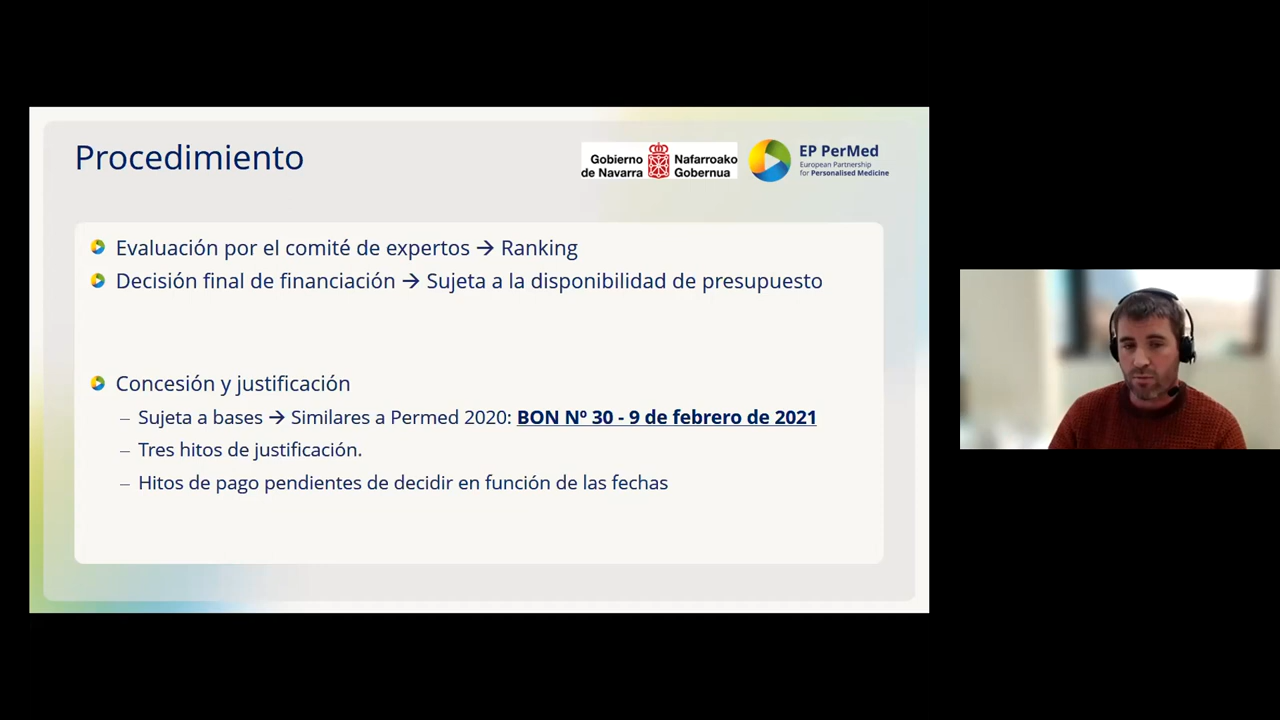 Procedimiento
Gobierno de Navarra
Nafarroako Gobernua
EP PerMed
European Partnership
for Personalised Medicine
Evaluación por el comité de expertos → Ranking
Decisión final de financiación → Sujeta a la disponibilidad de presupuesto
Concesión y justificación
– Sujeta a bases → Similares a Permed 2020: BON Nº 30 - 9 de febrero de 2021
– Tres hitos de justificación.
– Hitos de pago pendientes de decidir en función de las fechas